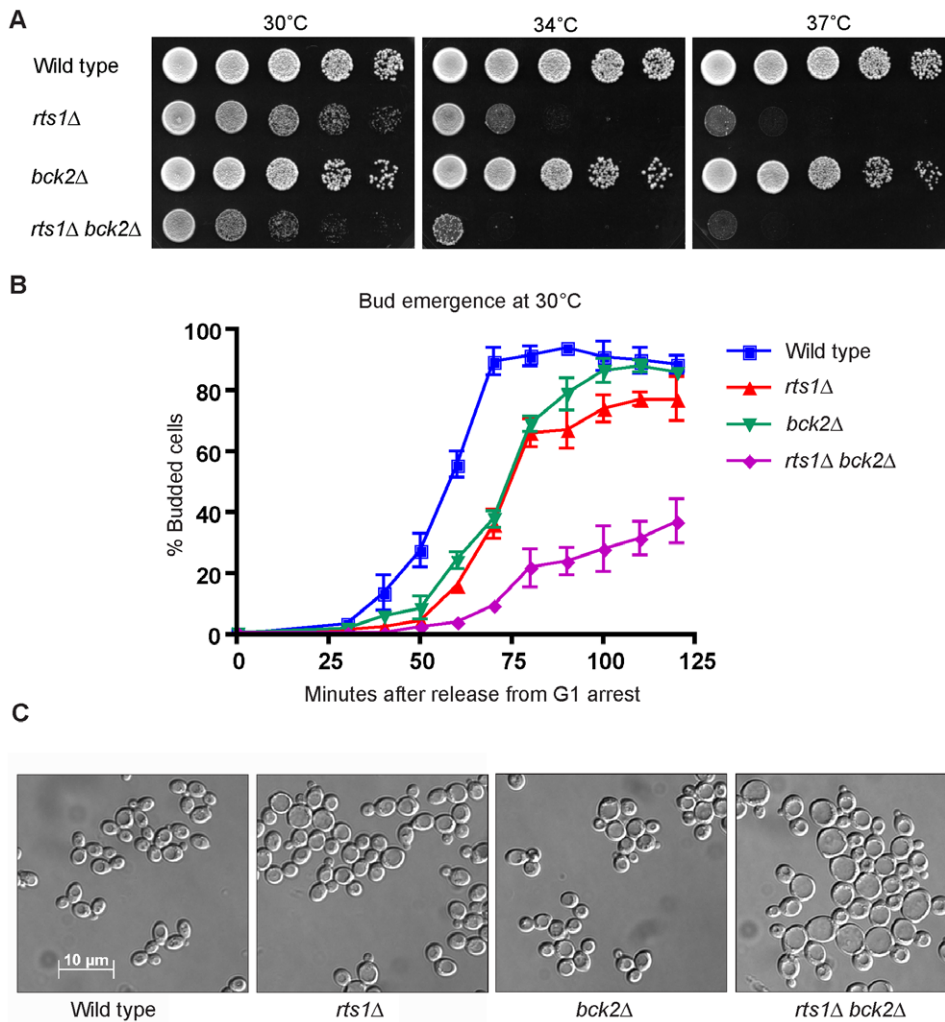 A
30°C 34°C 37°C
Wild type
rts1Δ
bck2Δ
rts1Δ bck2Δ
B
Bud emergence at 30°C
% Budded cells
100
80
60
40
20
0
0 25 50 75 100 125
Minutes after release from G1 arrest
Wild type
rts1Δ
bck2Δ
rts1Δ bck2Δ
C
10 µm
Wild type rts1Δ bck2Δ rts1Δ bck2Δ